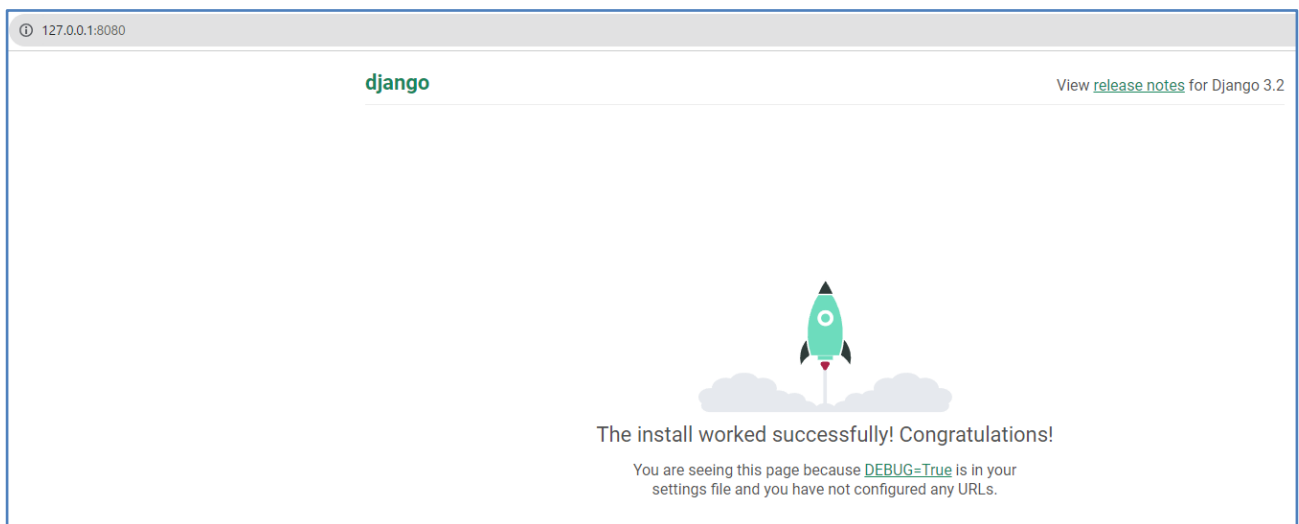 127.0.0.1:8080
django
View release notes for Django 3.2
The install worked successfully! Congratulations!
You are seeing this page because DEBUG=True is in your
settings file and you have not configured any URLs.